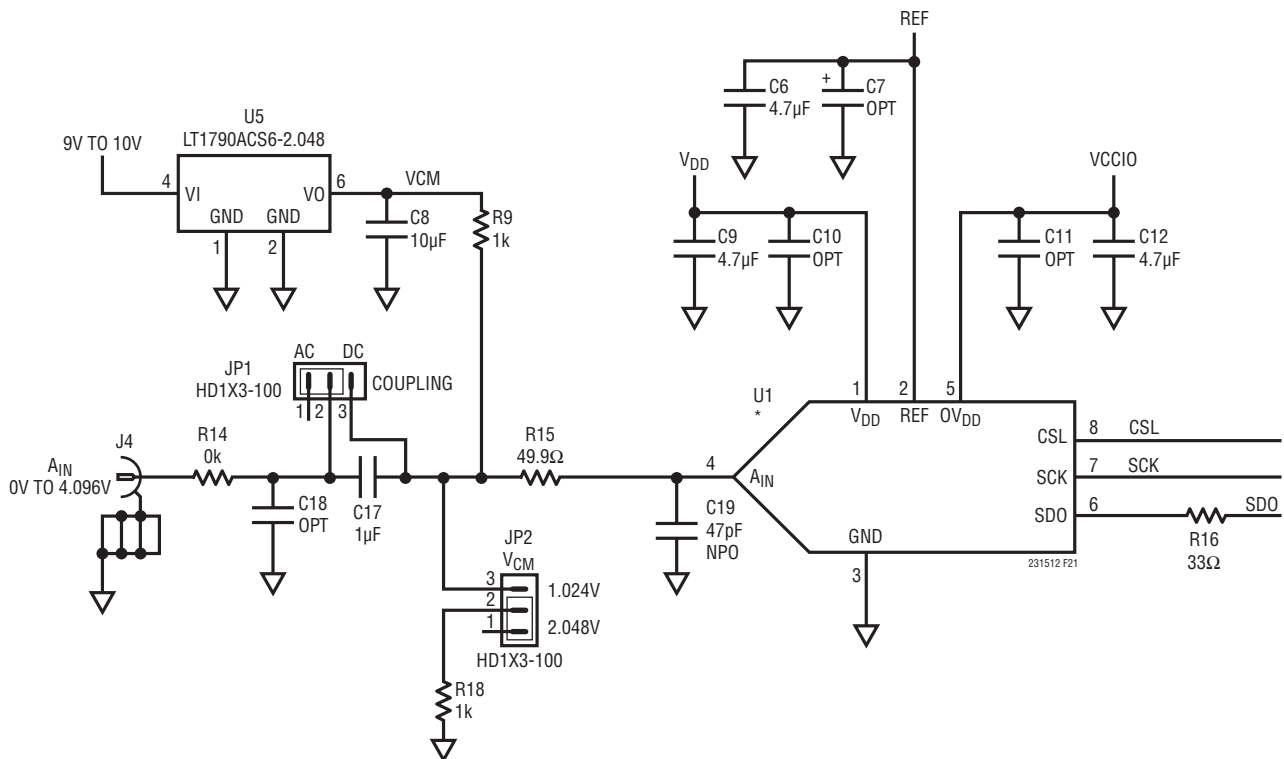 REF
C6
4.7µF
+
C7
OPT
U5
LT1790ACS6-2.048
9V TO 10V
4
VI
VO
6
VCM
GND
GND
1
2
C8
10µF
R9
1k
VDD
C9
4.7µF
C10
OPT
VCCIO
C11
OPT
C12
4.7µF
AC
DC
JP1
HD1X3-100
COUPLING
1
2
3
U1
*
1
2
5
VDD
REF
OVDD
J4
AIN
0V TO 4.096V
R14
0k
C18
OPT
C17
1µF
R15
49.9Ω
4
AIN
C19
47pF
NPO
CSL
8
CSL
SCK
7
SCK
SDO
6
SDO
R16
33Ω
GND
3
231512 F21
JP2
VCM
3
1.024V
2
1
2.048V
HD1X3-100
R18
1k